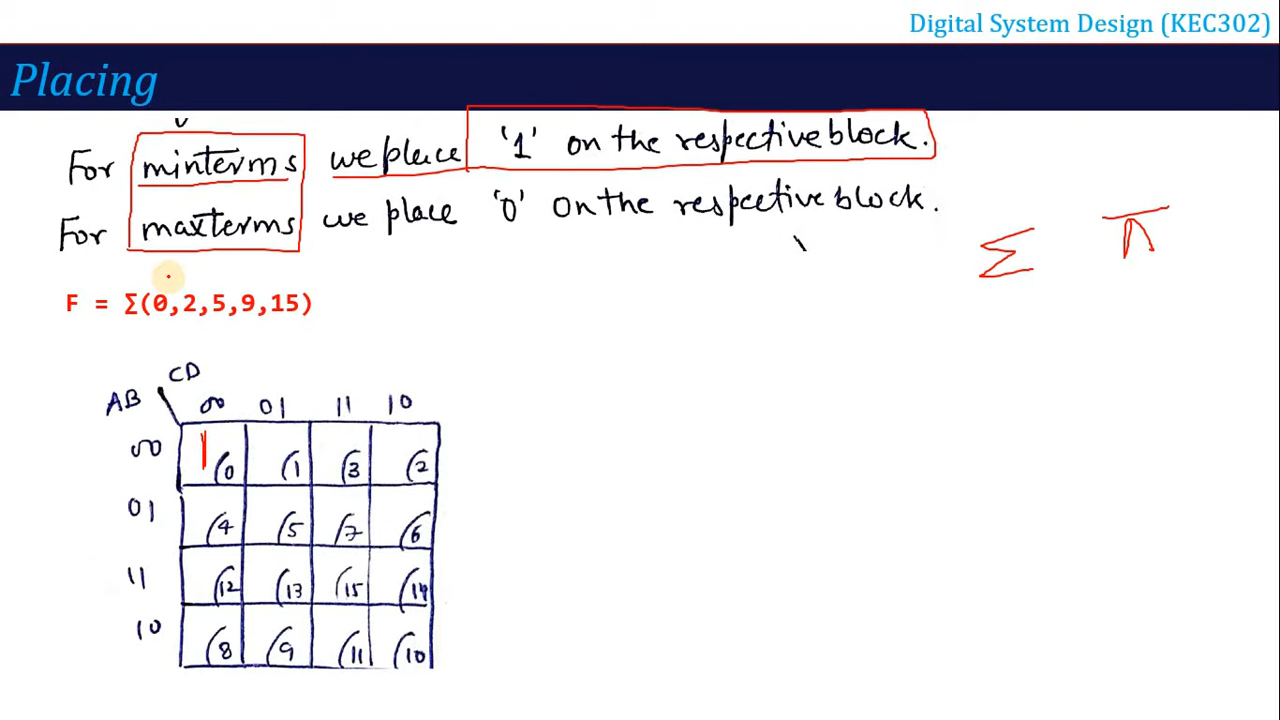 Digital System Design (KEC302)
Placing
For minterms we place '1' on the respective block.
For maxterms we place '0' on the respective block.
Σ π
F = ∑(0,2,5,9,15)
CD
AB
00 01 11 10
00 1 0 1 3 2
01 4 5 7 6
11 12 13 15 14
10 8 9 11 10